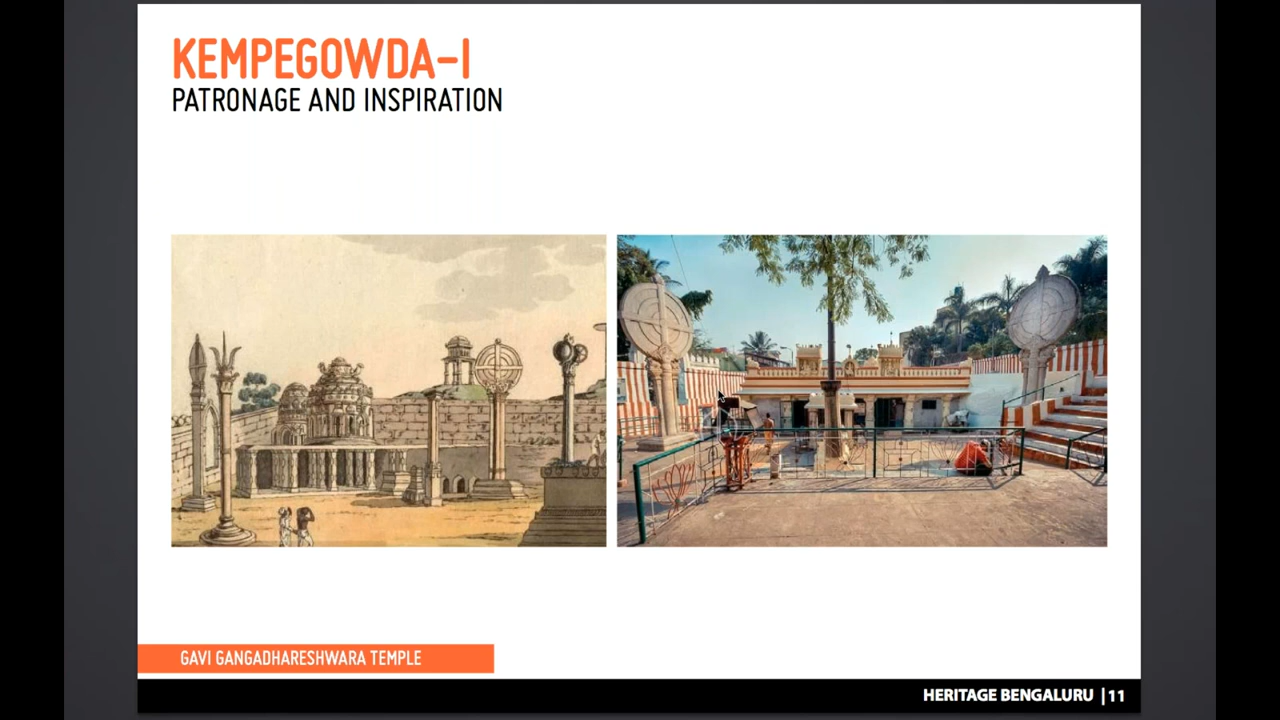 KEMPEGOWDA–I
PATRONAGE AND INSPIRATION
GAVI GANGADHARESHWARA TEMPLE
HERITAGE BENGALURU | 11